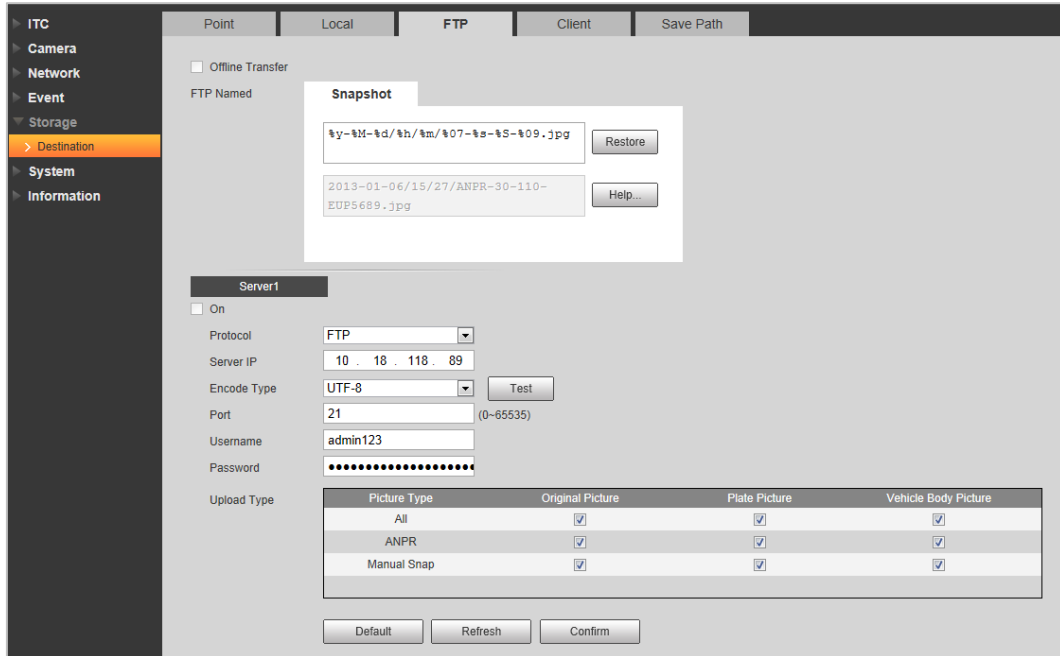 ITC
Camera
Network
Event
Storage
Destination
System
Information
Point Local FTP Client Save Path
Offline Transfer
FTP Named Snapshot
%y-%M-%d/%h/%m/%07-%s-%S-%09.jpg
Restore
2013-01-06/15/27/ANPR-30-110-
EUP5689.jpg
Help...
Server1
On
Protocol FTP
Server IP 10 . 18 . 118 . 89
Encode Type UTF-8 Test
Port 21 (0~65535)
Username admin123
Password ●●●●●●●●●●●●●●●●●●●●●
Upload Type Picture Type Original Picture Plate Picture Vehicle Body Picture
All
ANPR
Manual Snap
Default Refresh Confirm